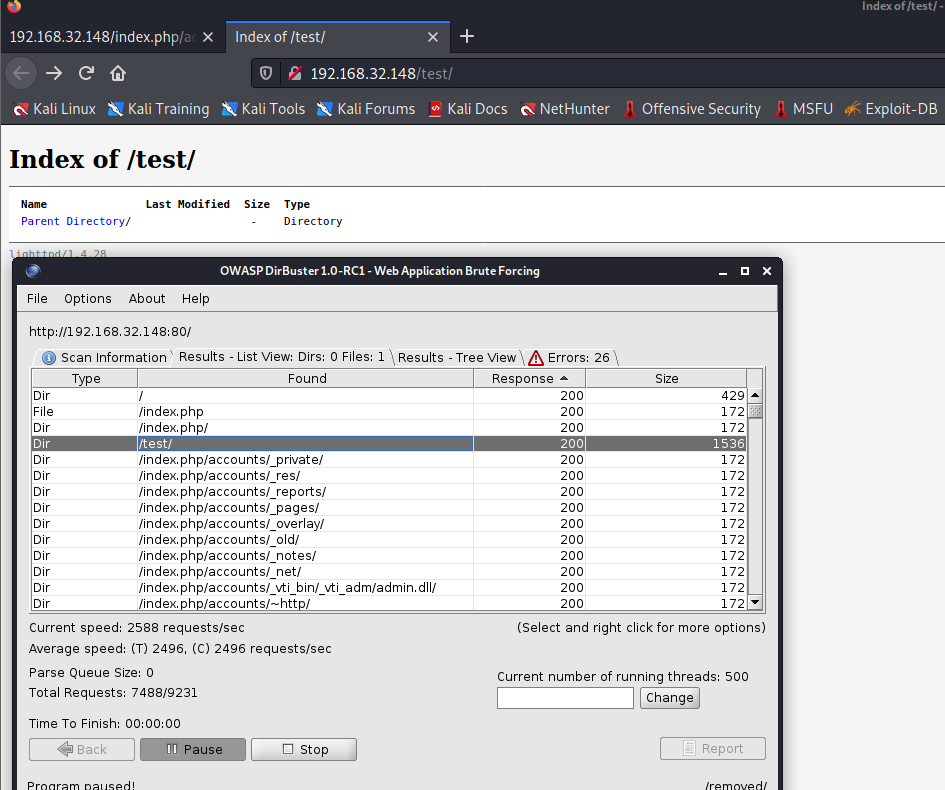 Index of /test/ -
192.168.32.148/index.php/ac
Index of /test/
192.168.32.148/test/
Kali Linux Kali Training Kali Tools Kali Forums Kali Docs NetHunter Offensive Security MSFU Exploit-DB
Index of /test/
Name Last Modified Size Type
Parent Directory/ - Directory
lighttpd/1.4.28
OWASP DirBuster 1.0-RC1 - Web Application Brute Forcing
File Options About Help
http://192.168.32.148:80/
Scan Information Results - List View: Dirs: 0 Files: 1 Results - Tree View Errors: 26
Type Found Response Size
Dir / 200 429
File /index.php 200 172
Dir /index.php/ 200 172
Dir /test/ 200 1536
Dir /index.php/accounts/_private/ 200 172
Dir /index.php/accounts/_res/ 200 172
Dir /index.php/accounts/_reports/ 200 172
Dir /index.php/accounts/_pages/ 200 172
Dir /index.php/accounts/_overlay/ 200 172
Dir /index.php/accounts/_old/ 200 172
Dir /index.php/accounts/_notes/ 200 172
Dir /index.php/accounts/_net/ 200 172
Dir /index.php/accounts/_vti_bin/_vti_adm/admin.dll/ 200 172
Dir /index.php/accounts/~http/ 200 172
Current speed: 2588 requests/sec (Select and right click for more options)
Average speed: (T) 2496, (C) 2496 requests/sec
Parse Queue Size: 0
Current number of running threads: 500
Total Requests: 7488/9231
Change
Time To Finish: 00:00:00
Back Pause Stop Report
Program paused! /removed/